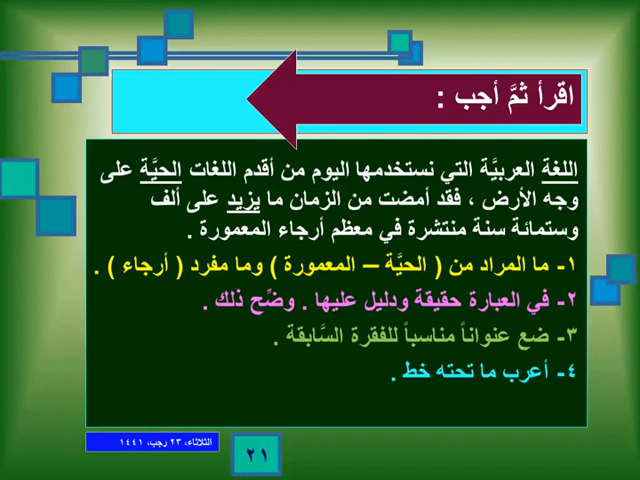 اقرأ ثمَّ أجب :
اللغة العربيَّة التي نستخدمها اليوم من أقدم اللغات الحيَّة على
وجه الأرض ، فقد أمضت من الزمان ما يزيد على ألف
وستمائة سنة منتشرة في معظم أرجاء المعمورة .
١- ما المراد من ( الحيَّة – المعمورة ) وما مفرد ( أرجاء ) .
٢- في العبارة حقيقة ودليل عليها . وضِّح ذلك .
٣- ضع عنواناً مناسباً للفقرة السَّابقة .
٤- أعرب ما تحته خط .
الثلاثاء، ٢٣ رجب، ١٤٤١
٢١